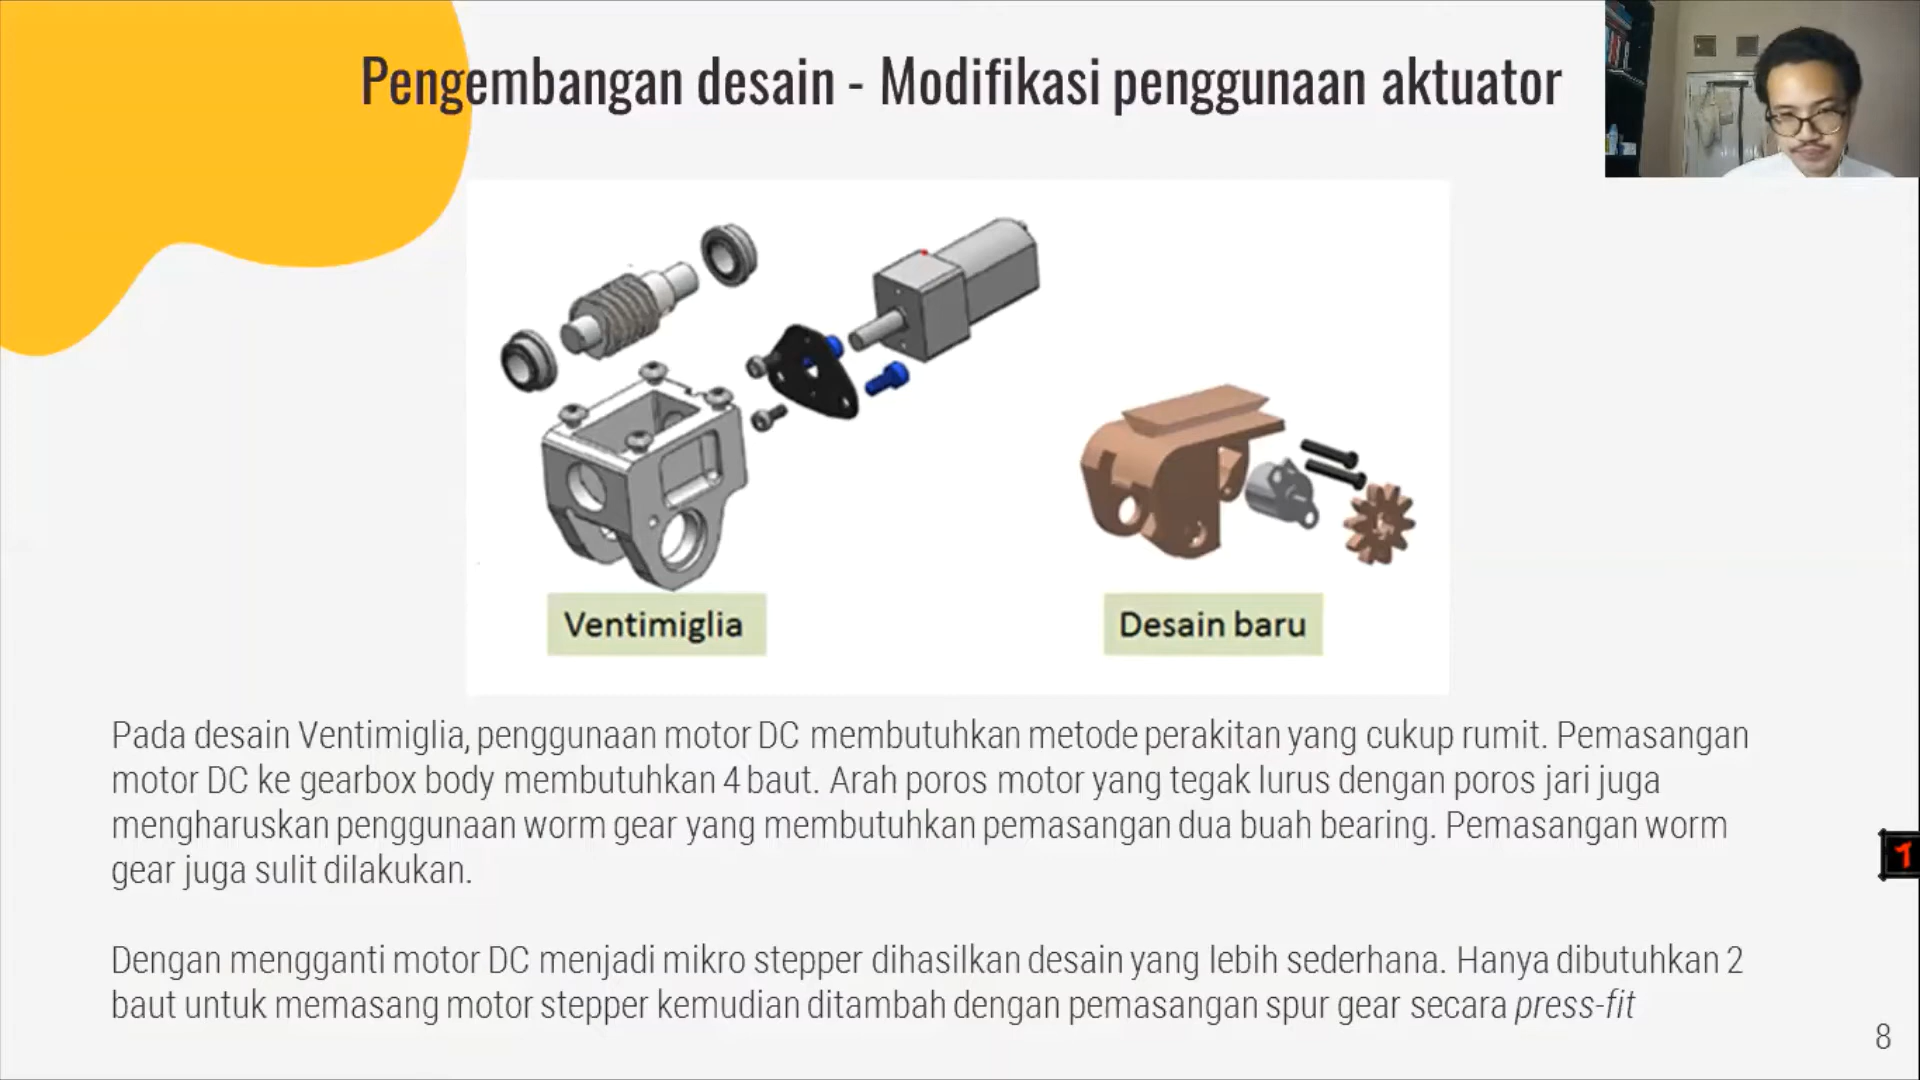 Pengembangan desain - Modifikasi penggunaan aktuator
Ventimiglia
Desain baru
Pada desain Ventimiglia, penggunaan motor DC membutuhkan metode perakitan yang cukup rumit. Pemasangan
motor DC ke gearbox body membutuhkan 4 baut. Arah poros motor yang tegak lurus dengan poros jari juga
mengharuskan penggunaan worm gear yang membutuhkan pemasangan dua buah bearing. Pemasangan worm
gear juga sulit dilakukan.
Dengan mengganti motor DC menjadi mikro stepper dihasilkan desain yang lebih sederhana. Hanya dibutuhkan 2
baut untuk memasang motor stepper kemudian ditambah dengan pemasangan spur gear secara press-fit
8